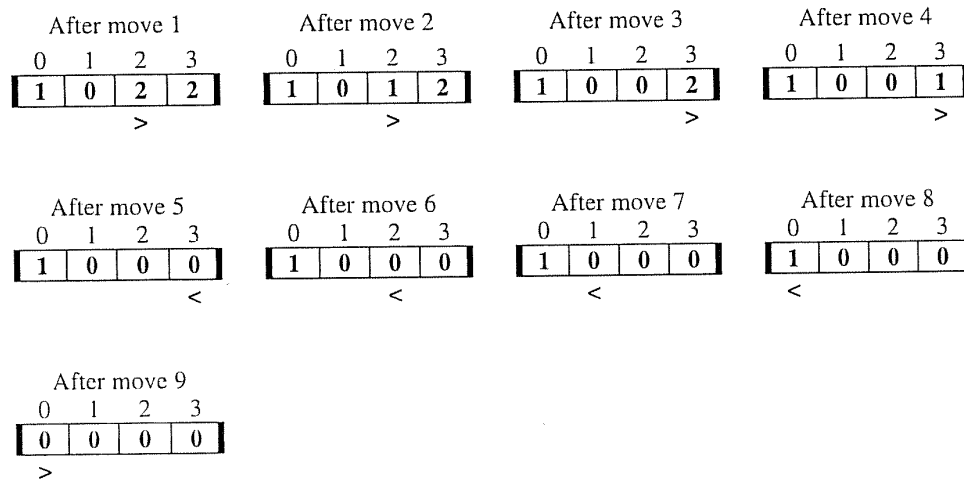 After move 1 After move 2 After move 3 After move 4
0 1 2 3 0 1 2 3 0 1 2 3 0 1 2 3
1 0 2 2 1 0 1 2 1 0 0 2 1 0 0 1
> > > >
After move 5 After move 6 After move 7 After move 8
0 1 2 3 0 1 2 3 0 1 2 3 0 1 2 3
1 0 0 0 1 0 0 0 1 0 0 0 1 0 0 0
< < < <
After move 9
0 1 2 3
0 0 0 0
>